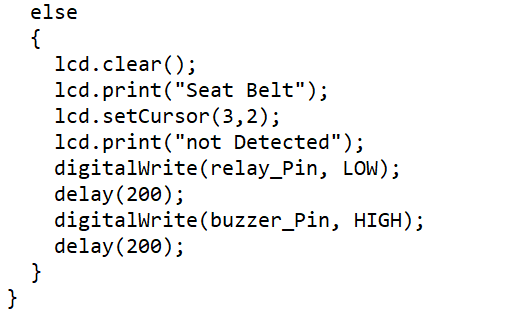 else
{
lcd.clear();
lcd.print("Seat Belt");
lcd.setCursor(3,2);
lcd.print("not Detected");
digitalWrite(relay_Pin, LOW);
delay(200);
digitalWrite(buzzer_Pin, HIGH);
delay(200);
}
}